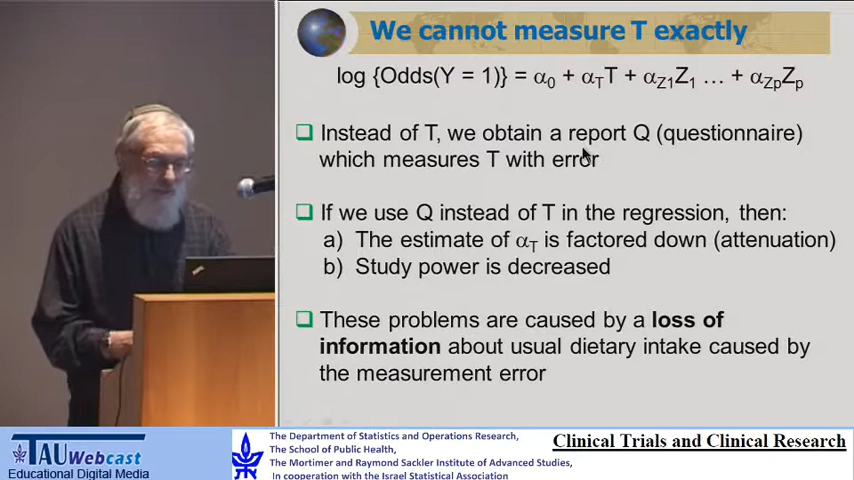 We cannot measure T exactly
log {Odds(Y = 1)} = α0 + αTT + αZ1Z1 … + αZpZp
Instead of T, we obtain a report Q (questionnaire)
which measures T with error
If we use Q instead of T in the regression, then:
a) The estimate of αT is factored down (attenuation)
b) Study power is decreased
These problems are caused by a loss of
information about usual dietary intake caused by
the measurement error
TAU Webcast
Educational Digital Media
The Department of Statistics and Operations Research,
The School of Public Health,
The Mortimer and Raymond Sackler Institute of Advanced Studies,
In cooperation with the Israel Statistical Association
Clinical Trials and Clinical Research